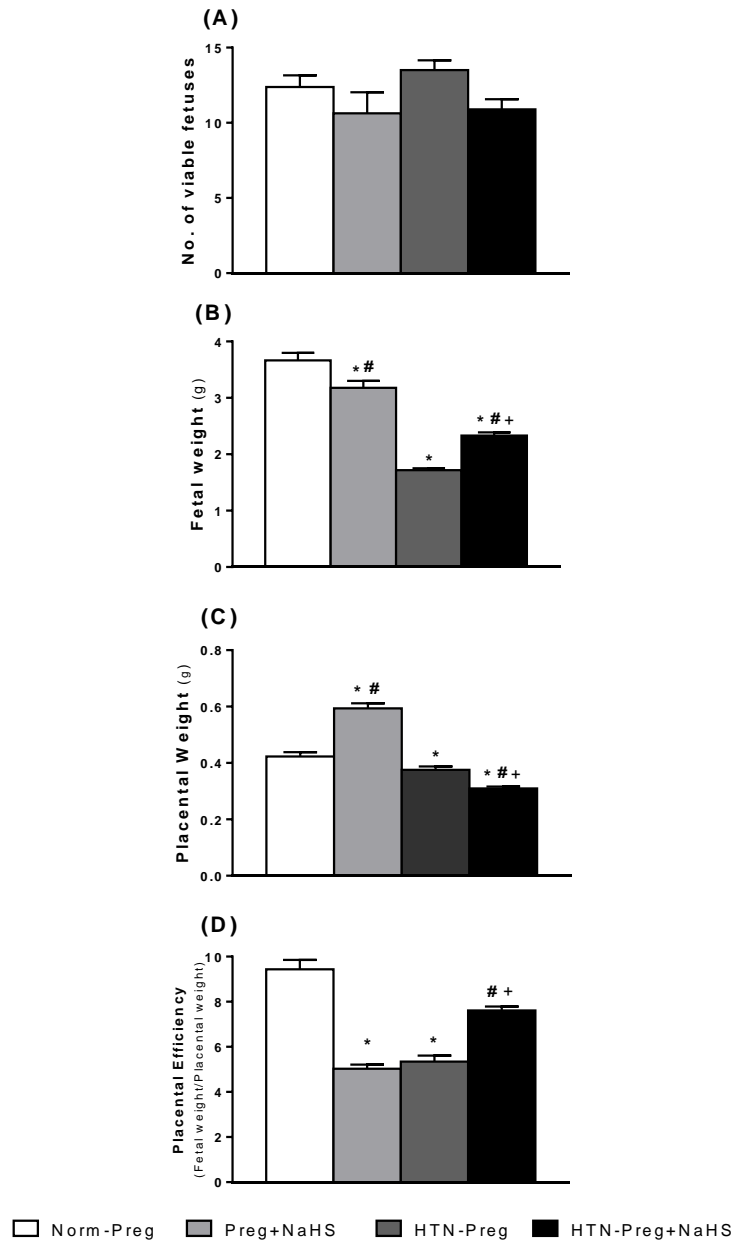 (A)
No. of viable fetuses
15
10
5
0
(B)
Fetal weight (g)
4
3
2
1
0
* #
*
* # +
(C)
Placental Weight (g)
0.8
0.6
0.4
0.2
0.0
* #
*
* # +
(D)
Placental Efficiency
(Fetal weight/Placental weight)
10
8
6
4
2
0
*
*
# +
Norm-Preg Preg+NaHS HTN-Preg HTN-Preg+NaHS